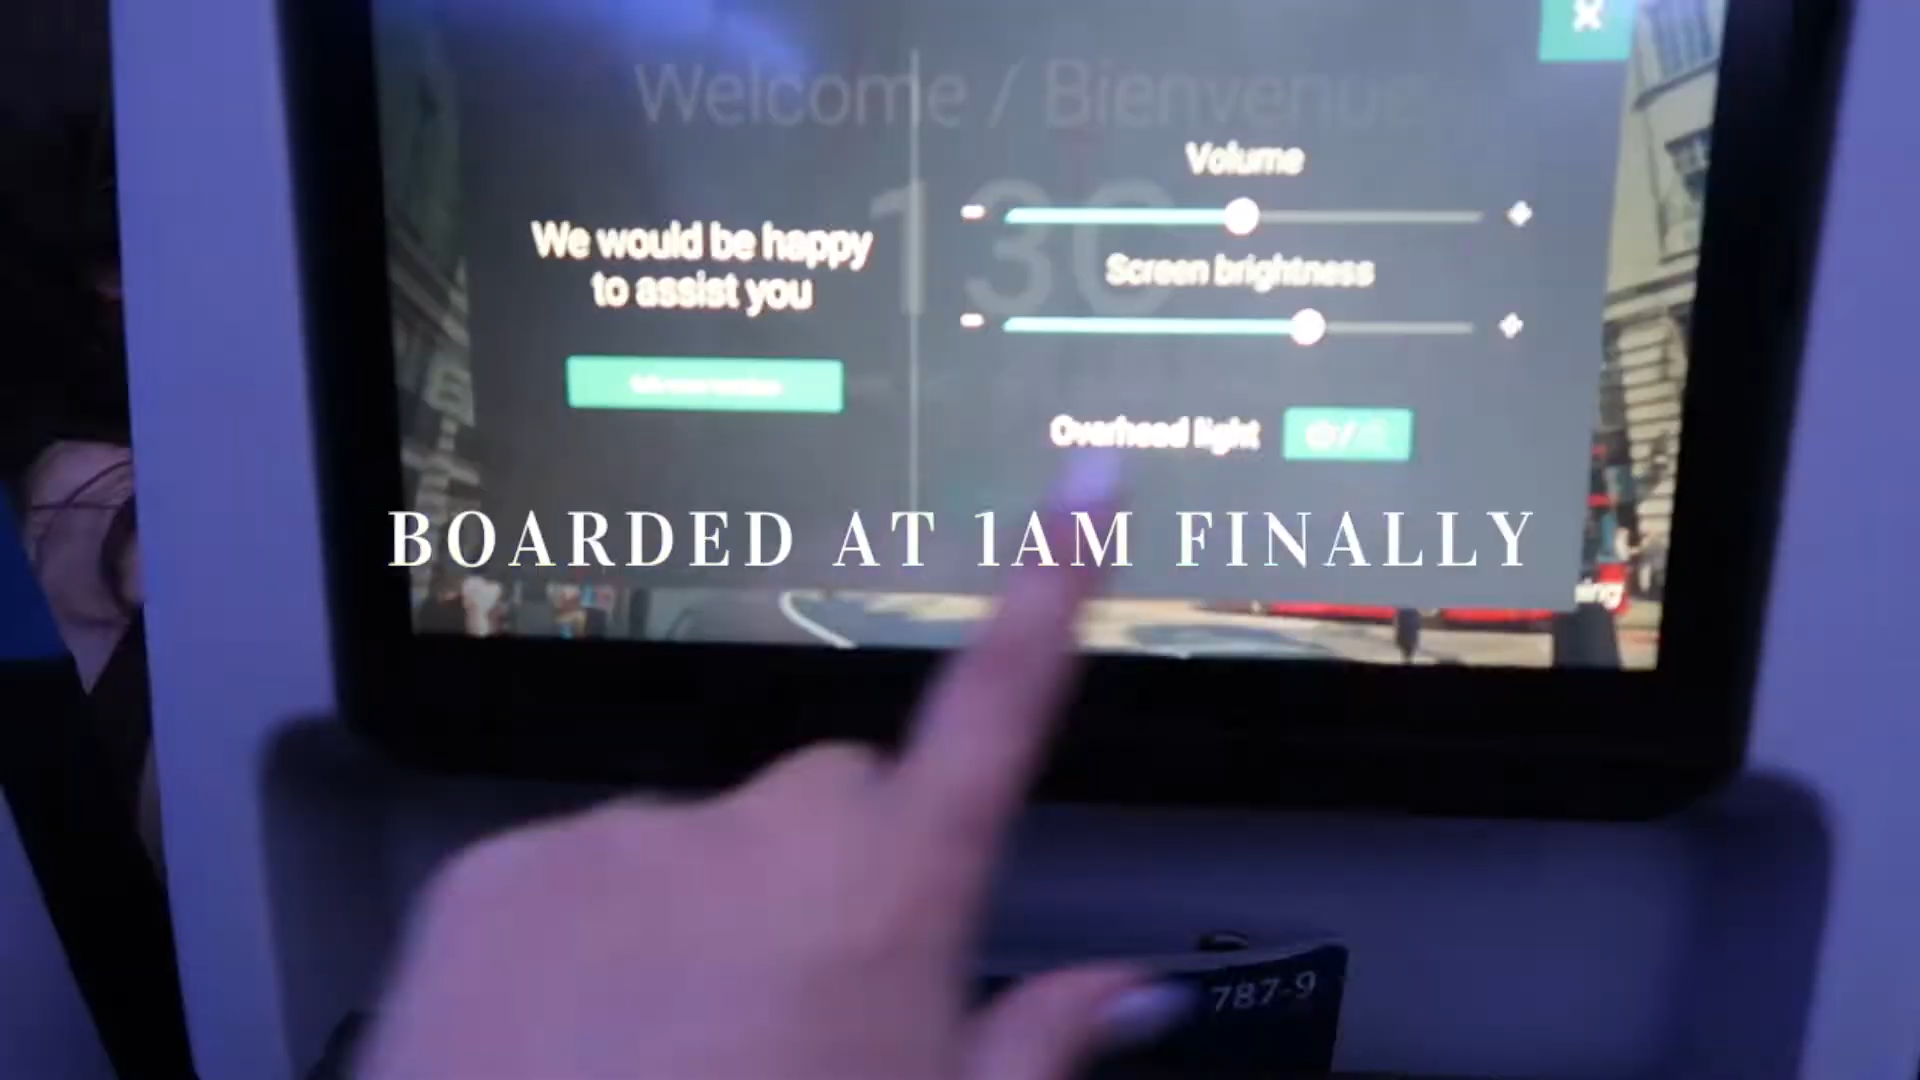 Welcome / Bienvenue
Volume
13C
We would be happy
to assist you
Screen brightness
Overhead light
BOARDED AT 1AM FINALLY
787-9